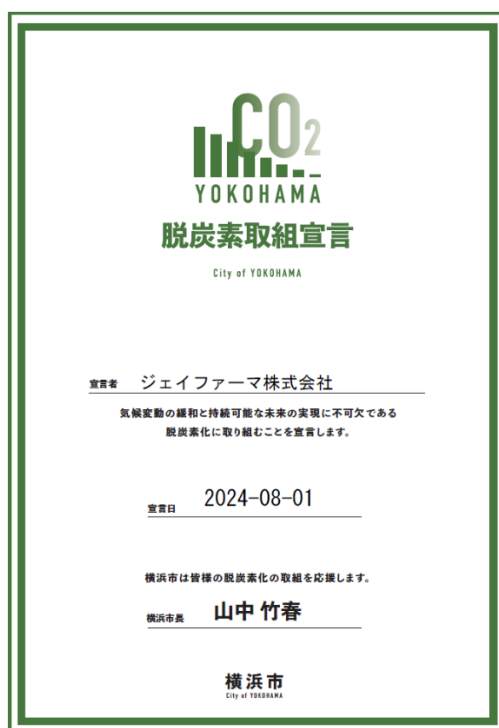 CO2
YOKOHAMA
脱炭素取組宣言
City of YOKOHAMA
宣言者 ジェイファーマ株式会社
気候変動の緩和と持続可能な未来の実現に不可欠である
脱炭素化に取り組むことを宣言します。
宣言日 2024-08-01
横浜市は皆様の脱炭素化の取組を応援します。
横浜市長 山中 竹春
横浜市
City of YOKOHAMA